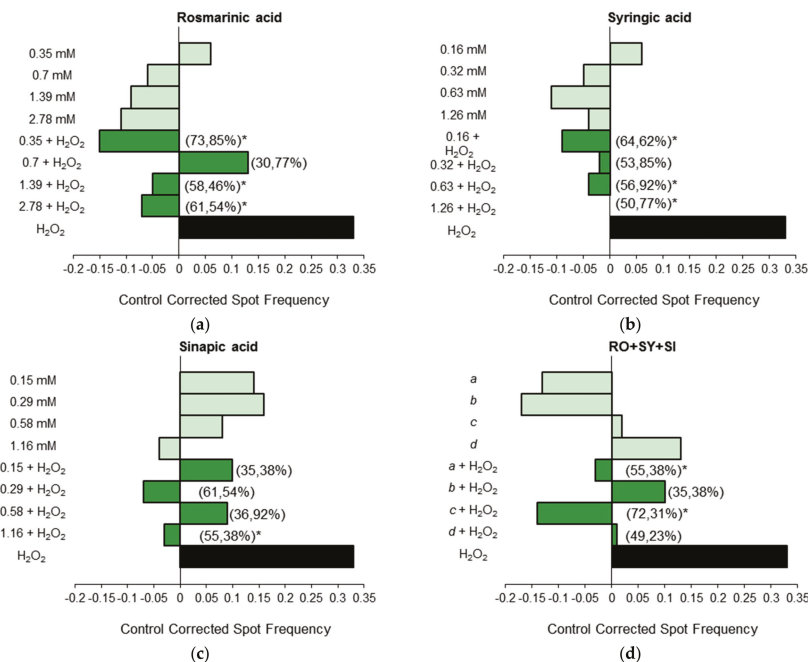 Rosmarinic acid
0.35 mM
0.7 mM
1.39 mM
2.78 mM
0.35 + H₂O₂ (73,85%)*
0.7 + H₂O₂ (30,77%)
1.39 + H₂O₂ (58,46%)*
2.78 + H₂O₂ (61,54%)*
H₂O₂
-0.2 -0.15 -0.1 -0.05 0 0.05 0.1 0.15 0.2 0.25 0.3 0.35
Control Corrected Spot Frequency
(a)
Syringic acid
0.16 mM
0.32 mM
0.63 mM
1.26 mM
0.16 +
H₂O₂ (64,62%)*
0.32 + H₂O₂ (53,85%)
0.63 + H₂O₂ (56,92%)*
1.26 + H₂O₂ (50,77%)*
H₂O₂
-0.2 -0.15 -0.1 -0.05 0 0.05 0.1 0.15 0.2 0.25 0.3 0.35
Control Corrected Spot Frequency
(b)
Sinapic acid
0.15 mM
0.29 mM
0.58 mM
1.16 mM
0.15 + H₂O₂ (35,38%)
0.29 + H₂O₂ (61,54%)
0.58 + H₂O₂ (36,92%)
1.16 + H₂O₂ (55,38%)*
H₂O₂
-0.2 -0.15 -0.1 -0.05 0 0.05 0.1 0.15 0.2 0.25 0.3 0.35
Control Corrected Spot Frequency
(c)
RO+SY+SI
a
b
c
d
a + H₂O₂ (55,38%)*
b + H₂O₂ (35,38%)
c + H₂O₂ (72,31%)*
d + H₂O₂ (49,23%)
H₂O₂
-0.2 -0.15 -0.1 -0.05 0 0.05 0.1 0.15 0.2 0.25 0.3 0.35
Control Corrected Spot Frequency
(d)